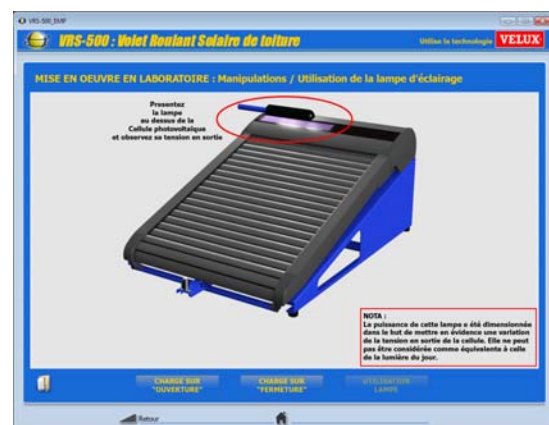 VRS-500_EMP
VRS-500 : Volet Roulant Solaire de toiture
Utilise la technologie VELUX
MISE EN OEUVRE EN LABORATOIRE : Manipulations / Utilisation de la lampe d'éclairage
Presentez
la lampe
au dessus de la
Cellule photovoltaïque
et observez sa tension en sortie
NOTA :
La puissance de cette lampe a été dimensionnée
dans le but de mettre en évidence une variation
de la tension en sortie de la cellule. Elle ne peut
pas être considérée comme équivalente à celle
de la lumière du jour.
CHARGE SUR
"OUVERTURE"
CHARGE SUR
"FERMETURE"
UTILISATION
LAMPE
Retour